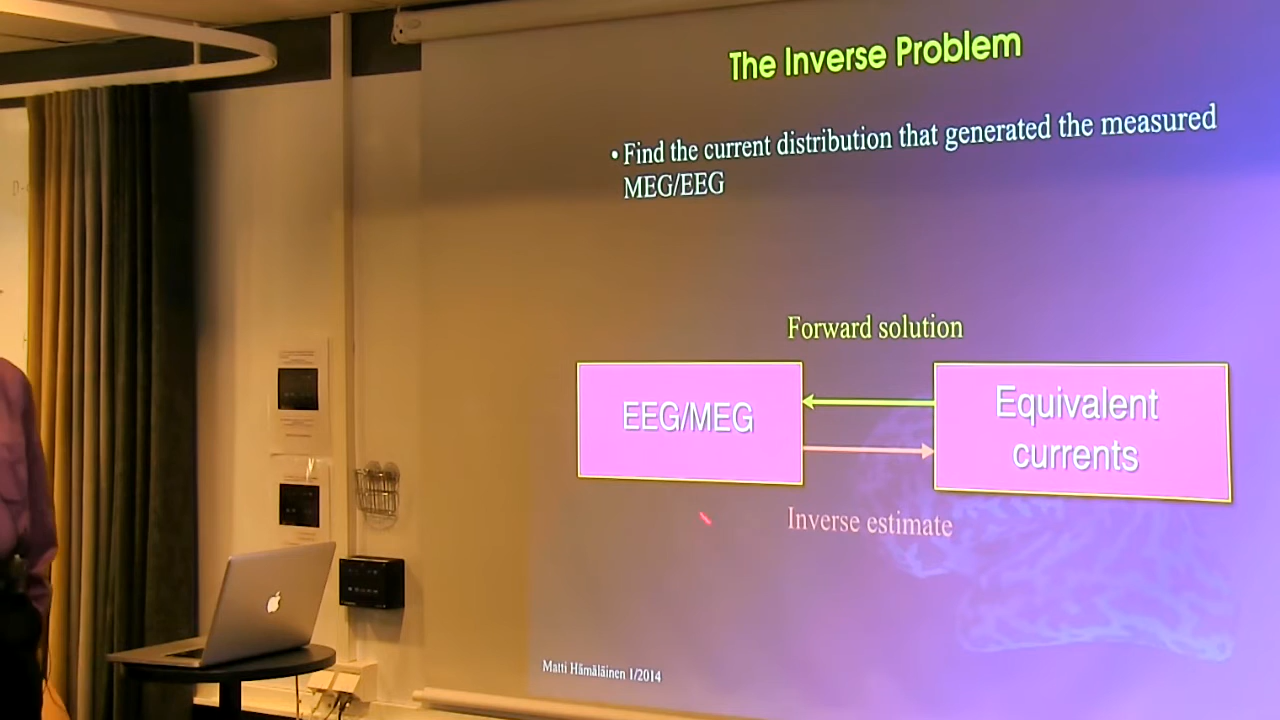 The Inverse Problem
• Find the current distribution that generated the measured
MEG/EEG
Forward solution
EEG/MEG
Equivalent
currents
Inverse estimate
Matti Hämäläinen 1/2014